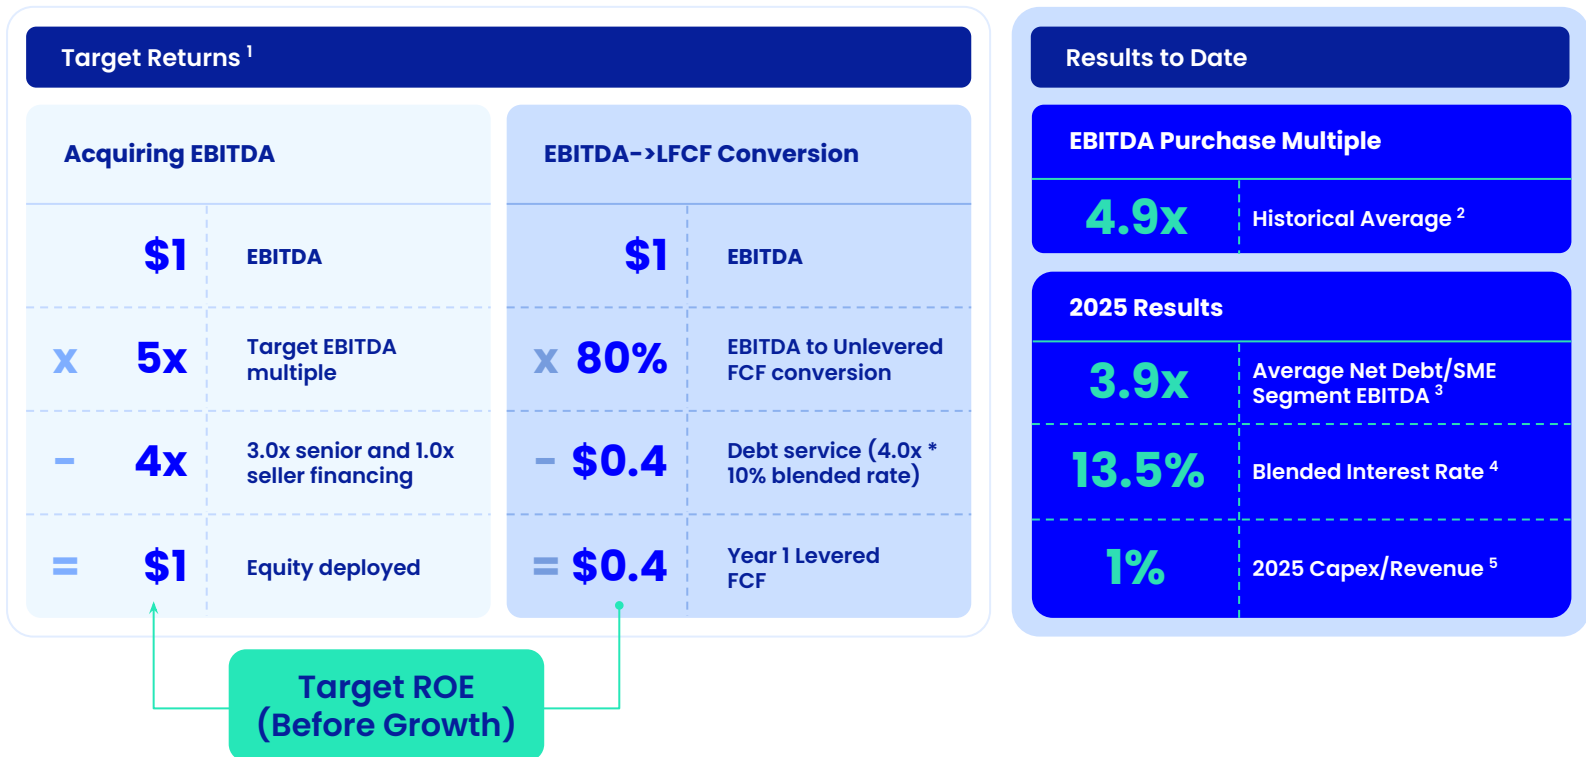 Target Returns 1
Acquiring EBITDA
$1 EBITDA
x 5x Target EBITDA
multiple
- 4x 3.0x senior and 1.0x
seller financing
= $1 Equity deployed
EBITDA->LFCF Conversion
$1 EBITDA
x 80% EBITDA to Unlevered
FCF conversion
- $0.4 Debt service (4.0x *
10% blended rate)
= $0.4 Year 1 Levered
FCF
Target ROE
(Before Growth)
Results to Date
EBITDA Purchase Multiple
4.9x Historical Average 2
2025 Results
3.9x Average Net Debt/SME
Segment EBITDA 3
13.5% Blended Interest Rate 4
1% 2025 Capex/Revenue 5